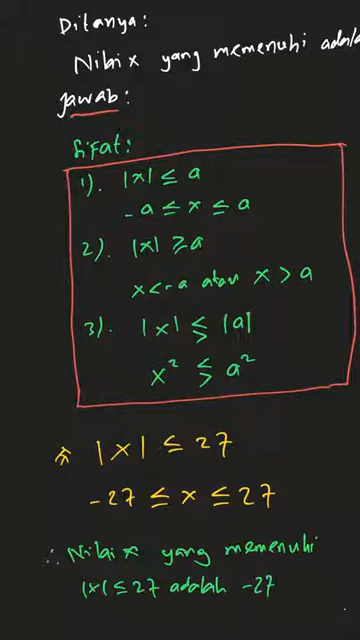 Ditanya:
Nilai x yang memenuhi adala
Jawab:
Sifat:
1). |x| ≤ a
-a ≤ x ≤ a
2). |x| ≥ a
x < -a atau x > a
3). |x| ≶ |a|
x² ≶ a²
|x| ≤ 27
-27 ≤ x ≤ 27
∴ Nilai x yang memenuhi
|x| ≤ 27 adalah -27